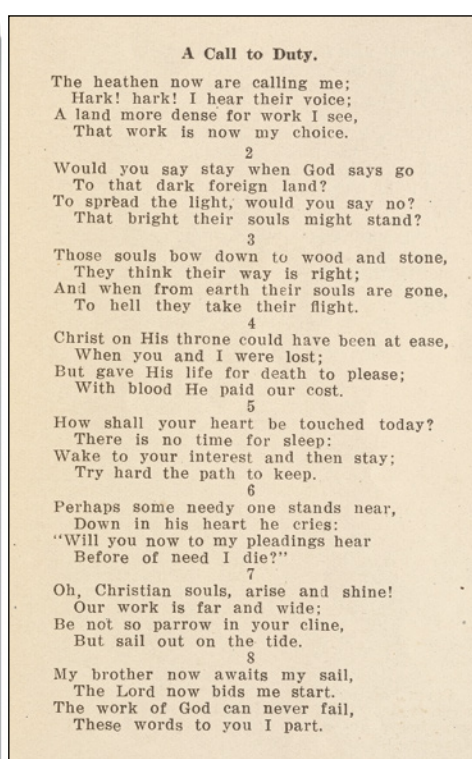 A Call to Duty.
The heathen now are calling me;
Hark! hark! I hear their voice;
A land more dense for work I see,
That work is now my choice.
2
Would you say stay when God says go
To that dark foreign land?
To spread the light, would you say no?
That bright their souls might stand?
3
Those souls bow down to wood and stone,
They think their way is right;
And when from earth their souls are gone,
To hell they take their flight.
4
Christ on His throne could have been at ease,
When you and I were lost;
But gave His life for death to please;
With blood He paid our cost.
5
How shall your heart be touched today?
There is no time for sleep:
Wake to your interest and then stay;
Try hard the path to keep.
6
Perhaps some needy one stands near,
Down in his heart he cries:
"Will you now to my pleadings hear
Before of need I die?"
7
Oh, Christian souls, arise and shine!
Our work is far and wide;
Be not so parrow in your cline,
But sail out on the tide.
8
My brother now awaits my sail,
The Lord now bids me start.
The work of God can never fail,
These words to you I part.